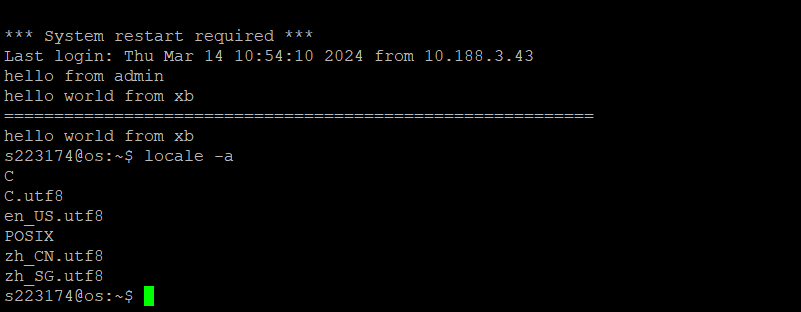 *** System restart required ***
Last login: Thu Mar 14 10:54:10 2024 from 10.188.3.43
hello from admin
hello world from xb
===========================================================
hello world from xb
s223174@os:~$ locale -a
C
C.utf8
en_US.utf8
POSIX
zh_CN.utf8
zh_SG.utf8
s223174@os:~$